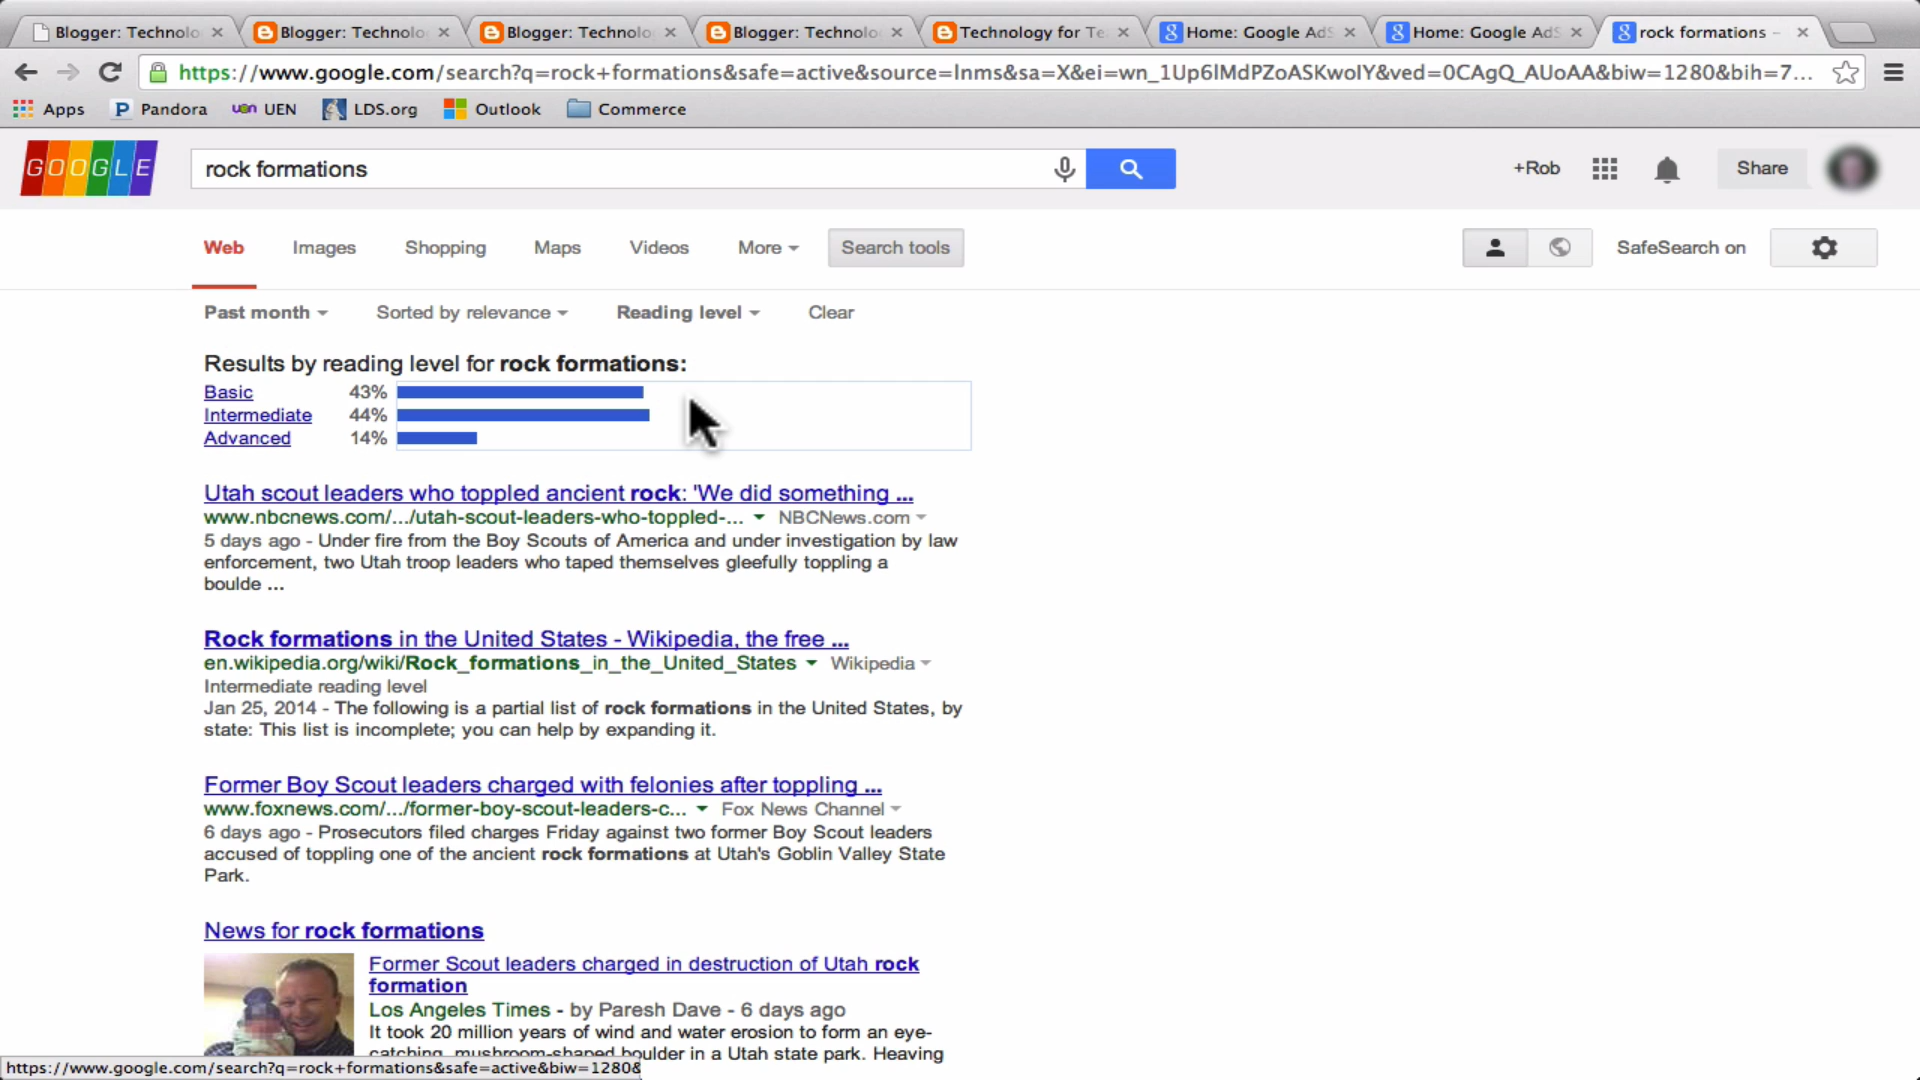 Blogger: Technolo
Blogger: Technolo
Blogger: Technolo
Blogger: Technolo
Technology for Te
Home: Google AdS
Home: Google AdS
rock formations -
https://www.google.com/search?q=rock+formations&safe=active&source=lnms&sa=X&ei=wn_1Up6lMdPZoASKwoIY&ved=0CAgQ_AUoAA&biw=1280&bih=7...
Apps
Pandora
UEN
LDS.org
Outlook
Commerce
GOOGLE
rock formations
+Rob
Share
Web
Images
Shopping
Maps
Videos
More
Search tools
SafeSearch on
Past month
Sorted by relevance
Reading level
Clear
Results by reading level for rock formations:
Basic 43%
Intermediate 44%
Advanced 14%
Utah scout leaders who toppled ancient rock: 'We did something ...
www.nbcnews.com/.../utah-scout-leaders-who-toppled-... NBCNews.com
5 days ago - Under fire from the Boy Scouts of America and under investigation by law
enforcement, two Utah troop leaders who taped themselves gleefully toppling a
boulde ...
Rock formations in the United States - Wikipedia, the free ...
en.wikipedia.org/wiki/Rock_formations_in_the_United_States Wikipedia
Intermediate reading level
Jan 25, 2014 - The following is a partial list of rock formations in the United States, by
state: This list is incomplete; you can help by expanding it.
Former Boy Scout leaders charged with felonies after toppling ...
www.foxnews.com/.../former-boy-scout-leaders-c... Fox News Channel
6 days ago - Prosecutors filed charges Friday against two former Boy Scout leaders
accused of toppling one of the ancient rock formations at Utah's Goblin Valley State
Park.
News for rock formations
Former Scout leaders charged in destruction of Utah rock
formation
Los Angeles Times - by Paresh Dave - 6 days ago
It took 20 million years of wind and water erosion to form an eye-
catching, mushroom-shaped boulder in a Utah state park. Heaving
https://www.google.com/search?q=rock+formations&safe=active&biw=1280&